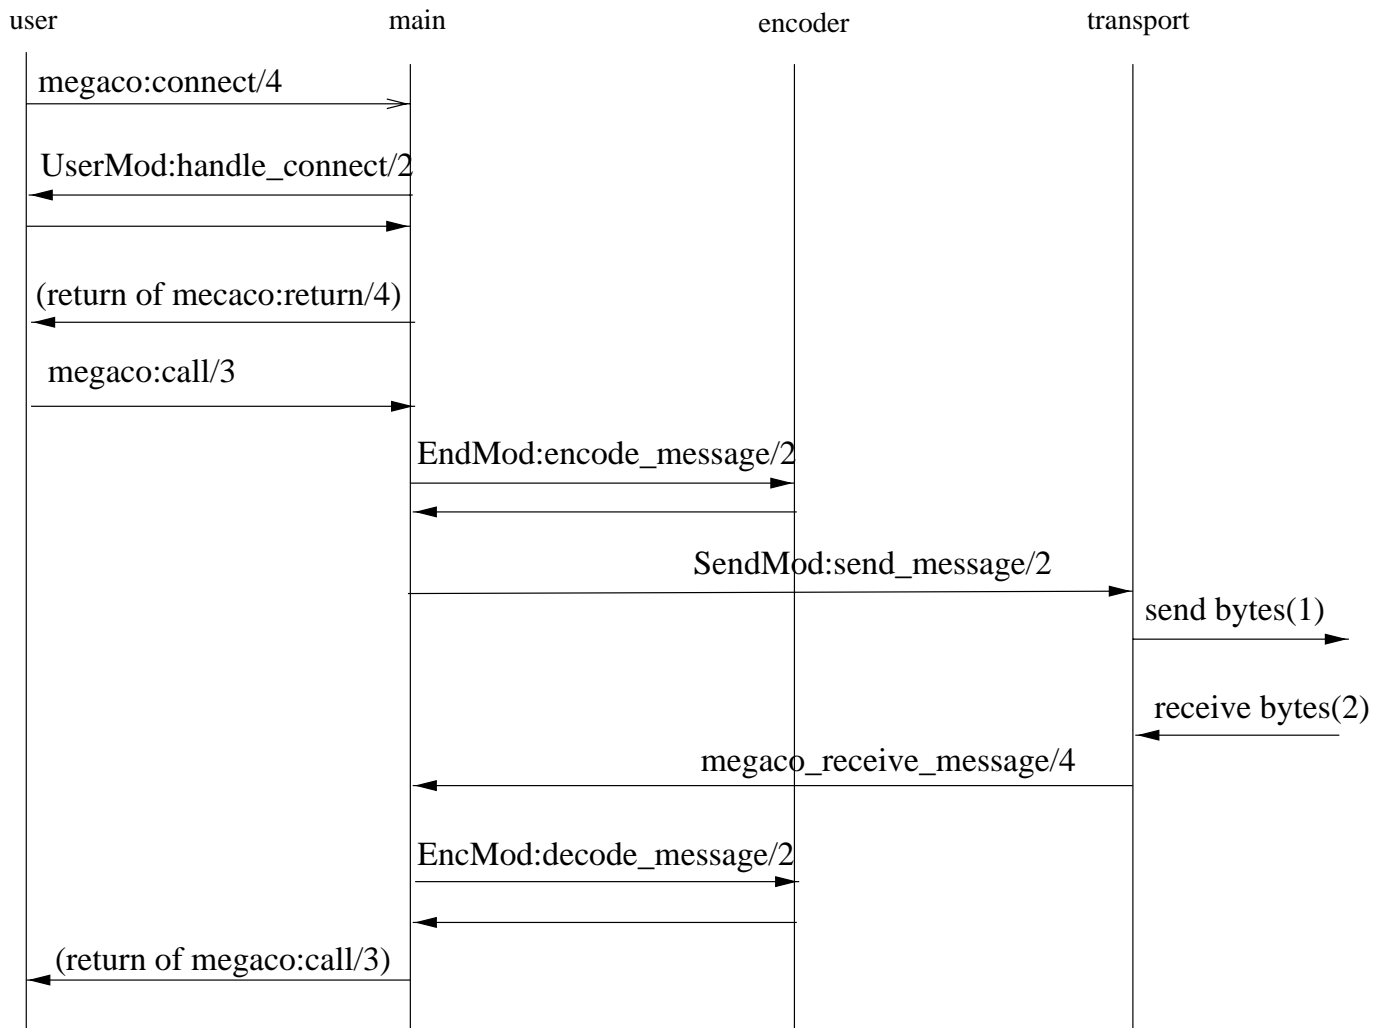 user
main
encoder
transport
megaco:connect/4
UserMod:handle_connect/2
(return of mecaco:return/4)
megaco:call/3
EndMod:encode_message/2
SendMod:send_message/2
send bytes(1)
receive bytes(2)
megaco_receive_message/4
EncMod:decode_message/2
(return of megaco:call/3)